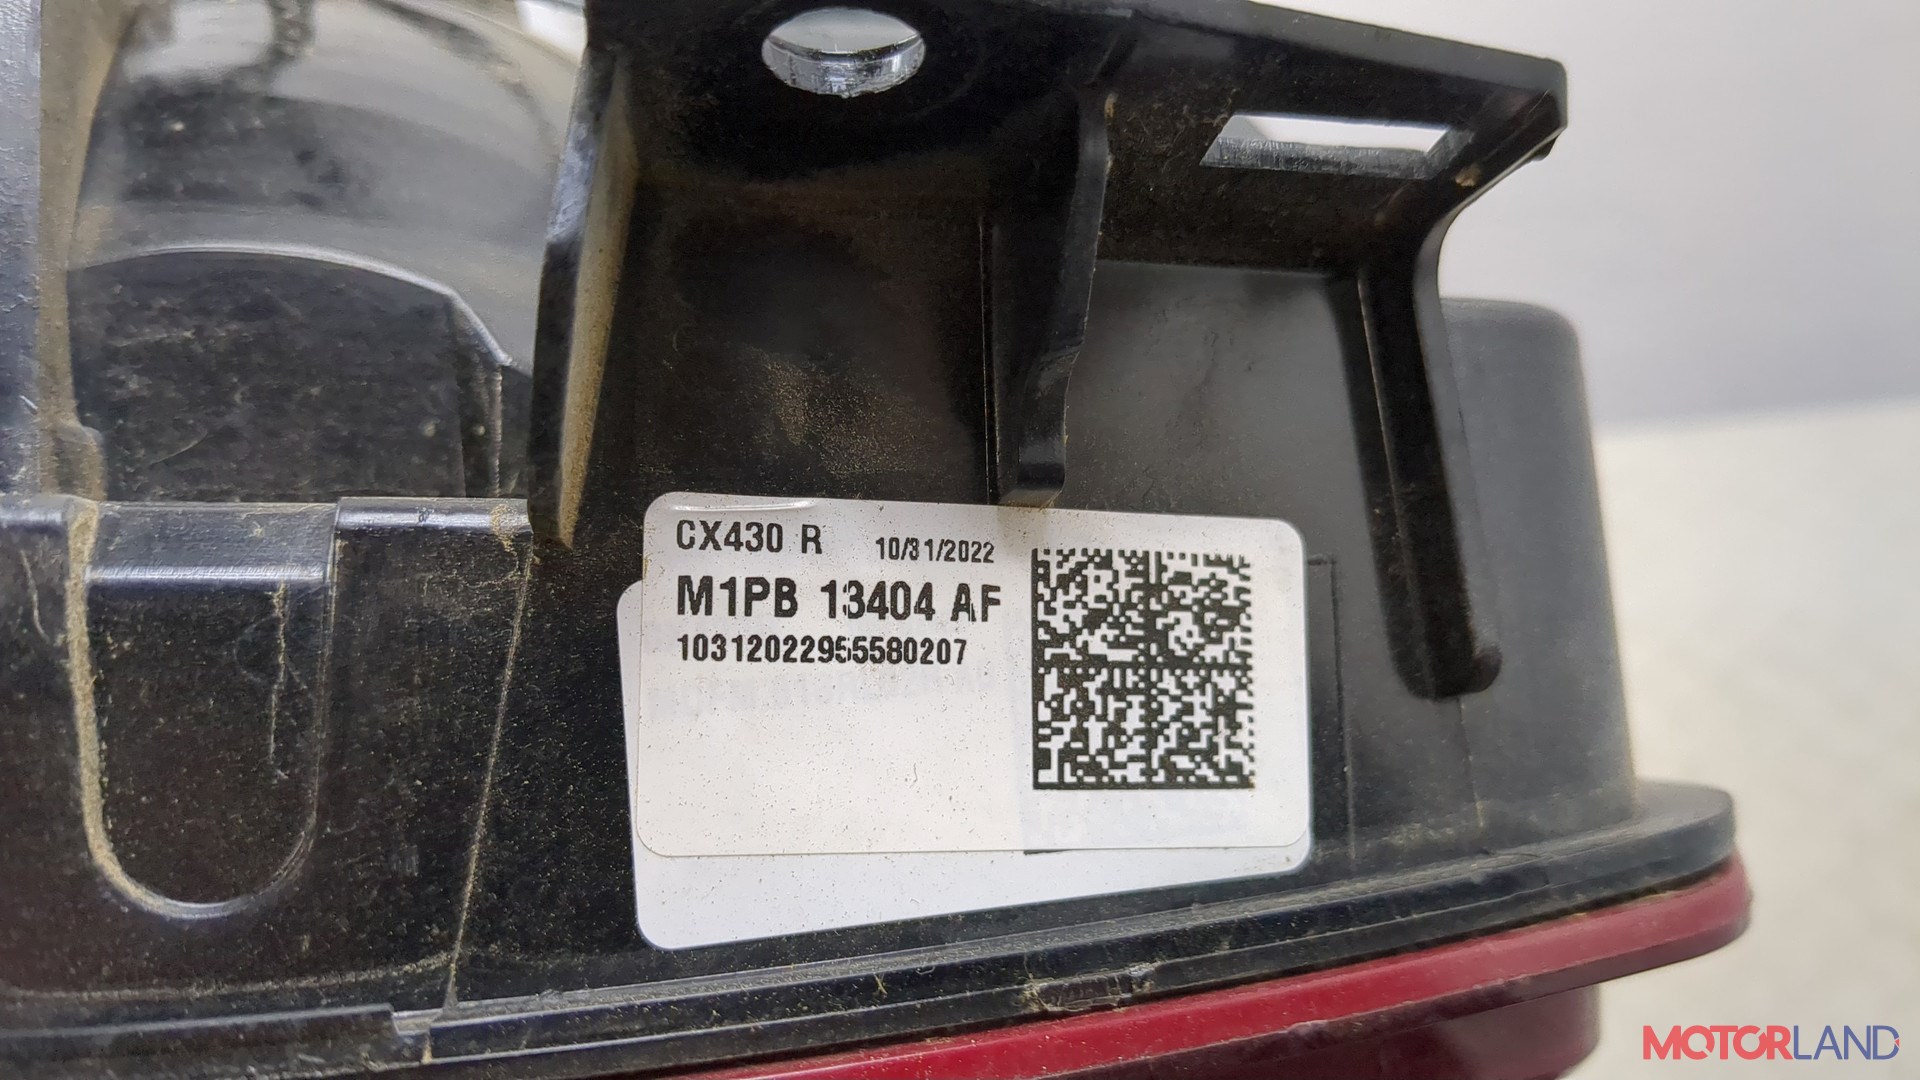 CX430 R 10/31/2022
M1PB 13404 AF
10312022955580207
MOTORLAND